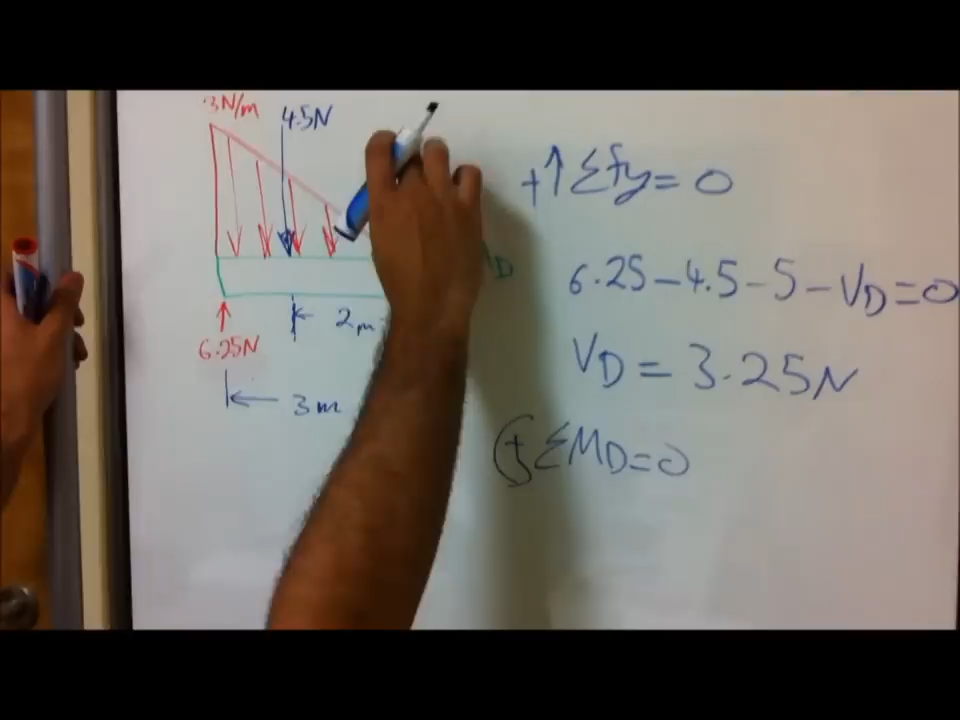 .3N/m
4.5N
D
2m
6.25N
3m
+↑ΣFy=0
6.25-4.5-5-VD=0
VD=3.25N
(+ΣMD=0